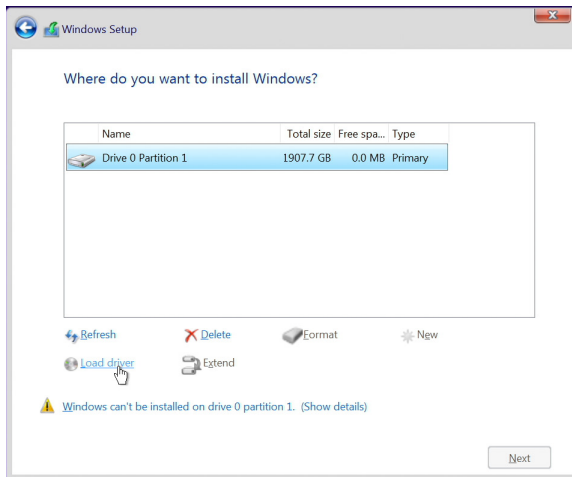 Windows Setup
Where do you want to install Windows?
Name Total size Free spa... Type
Drive 0 Partition 1 1907.7 GB 0.0 MB Primary
Refresh Delete Format New
Load driver Extend
Windows can't be installed on drive 0 partition 1. (Show details)
Next